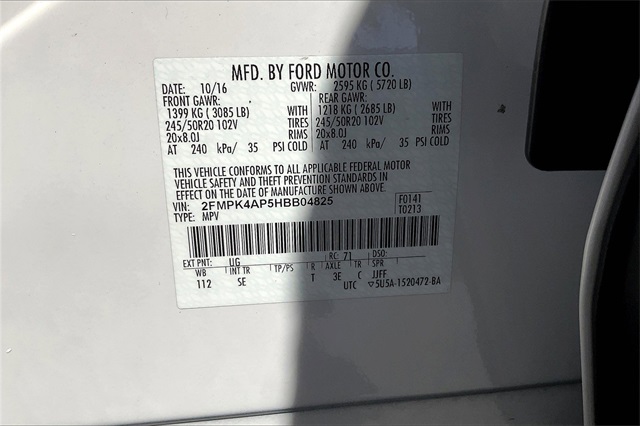 MFD. BY FORD MOTOR CO.
DATE: 10/16 GVWR: 2595 KG ( 5720 LB)
FRONT GAWR: REAR GAWR:
1399 KG ( 3085 LB) WITH 1218 KG ( 2685 LB) WITH
245/50R20 102V TIRES 245/50R20 102V TIRES
20x8.0J RIMS 20x8.0J RIMS
AT 240 kPa/ 35 PSI COLD AT 240 kPa/ 35 PSI COLD
THIS VEHICLE CONFORMS TO ALL APPLICABLE FEDERAL MOTOR
VEHICLE SAFETY AND THEFT PREVENTION STANDARDS IN
EFFECT ON THE DATE OF MANUFACTURE SHOWN ABOVE.
VIN: 2FMPK4AP5HBB04825 F0141
TYPE: MPV T0213
EXT PNT: UG RC: 71 DSO:
WB INT TR TP/PS R AXLE TR SPR
112 SE T 3E C JJFF
UTC ▽5U5A-1520472-BA